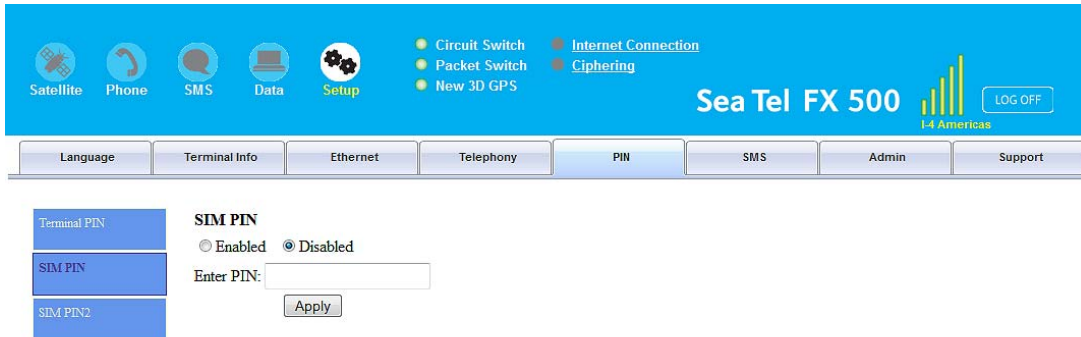 Circuit Switch
Internet Connection
Packet Switch
Ciphering
New 3D GPS
Satellite
Phone
SMS
Data
Setup
Sea Tel FX 500
LOG OFF
I-4 Americas
Language
Terminal Info
Ethernet
Telephony
PIN
SMS
Admin
Support
Terminal PIN
SIM PIN
SIM PIN2
SIM PIN
Enabled
Disabled
Enter PIN:
Apply